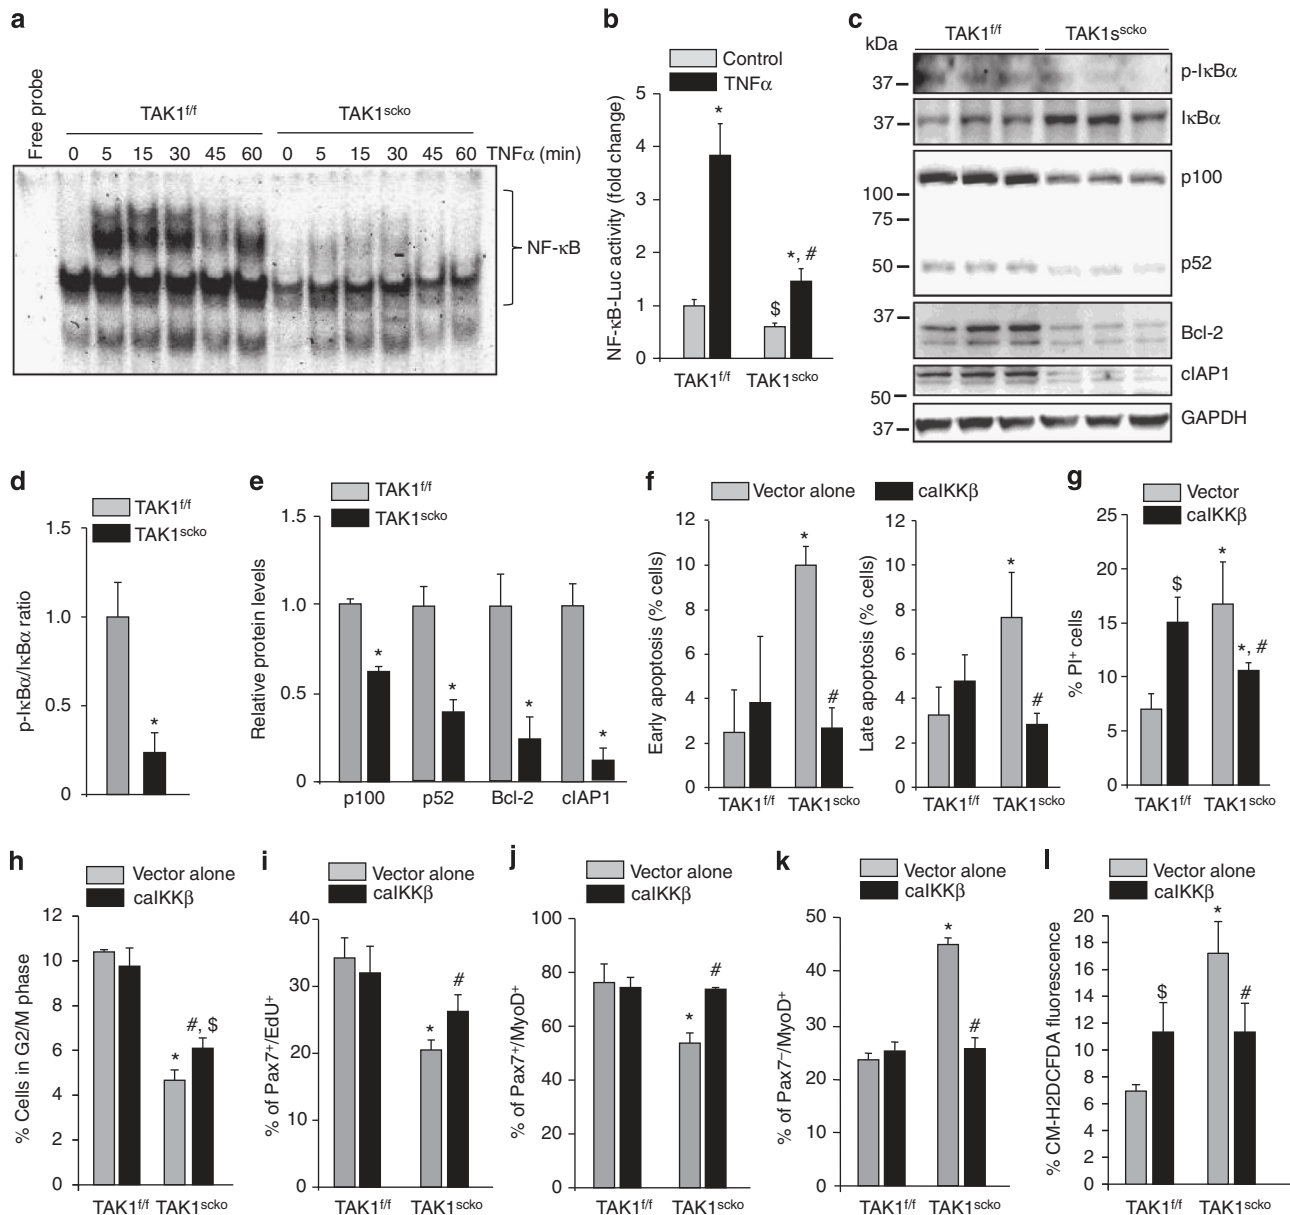 a
Free probe
TAK1f/f TAK1scko
0 5 15 30 45 60 0 5 15 30 45 60 TNFα (min)
NF-κB
b
Control
TNFα
NF-κB-Luc activity (fold change)
5
4
3
2
1
0
*
$
*, #
TAK1f/f TAK1scko
c
kDa
TAK1f/f TAK1sscko
37
p-IκBα
37
IκBα
p100
100
75
50
p52
37
Bcl-2
cIAP1
50
37
GAPDH
d
TAK1f/f
TAK1scko
p-IκBα/IκBα ratio
1.5
1.0
0.5
0
*
e
TAK1f/f
TAK1scko
Relative protein levels
1.5
1.0
0.5
0
*
*
*
*
p100 p52 Bcl-2 cIAP1
f
Vector alone caIKKβ
Early apoptosis (% cells)
12
10
8
6
4
2
0
*
#
TAK1f/f TAK1scko
Late apoptosis (% cells)
12
10
8
6
4
2
0
*
#
TAK1f/f TAK1scko
g
Vector
caIKKβ
% PI+ cells
25
20
15
10
5
0
$
*
*, #
TAK1f/f TAK1scko
h
Vector alone
caIKKβ
% Cells in G2/M phase
12
10
8
6
4
2
0
*
#, $
TAK1f/f TAK1scko
i
Vector alone
caIKKβ
% of Pax7+/EdU+
40
30
20
10
0
*
#
TAK1f/f TAK1scko
j
Vector alone
caIKKβ
% of Pax7+/MyoD+
100
80
60
40
20
0
*
#
TAK1f/f TAK1scko
k
Vector alone
caIKKβ
% of Pax7−/MyoD+
50
40
30
20
10
0
*
#
TAK1f/f TAK1scko
l
Vector alone
caIKKβ
% CM-H2DCFDA fluorescence
20
18
16
14
12
10
8
6
4
2
0
$
*
#
TAK1f/f TAK1scko